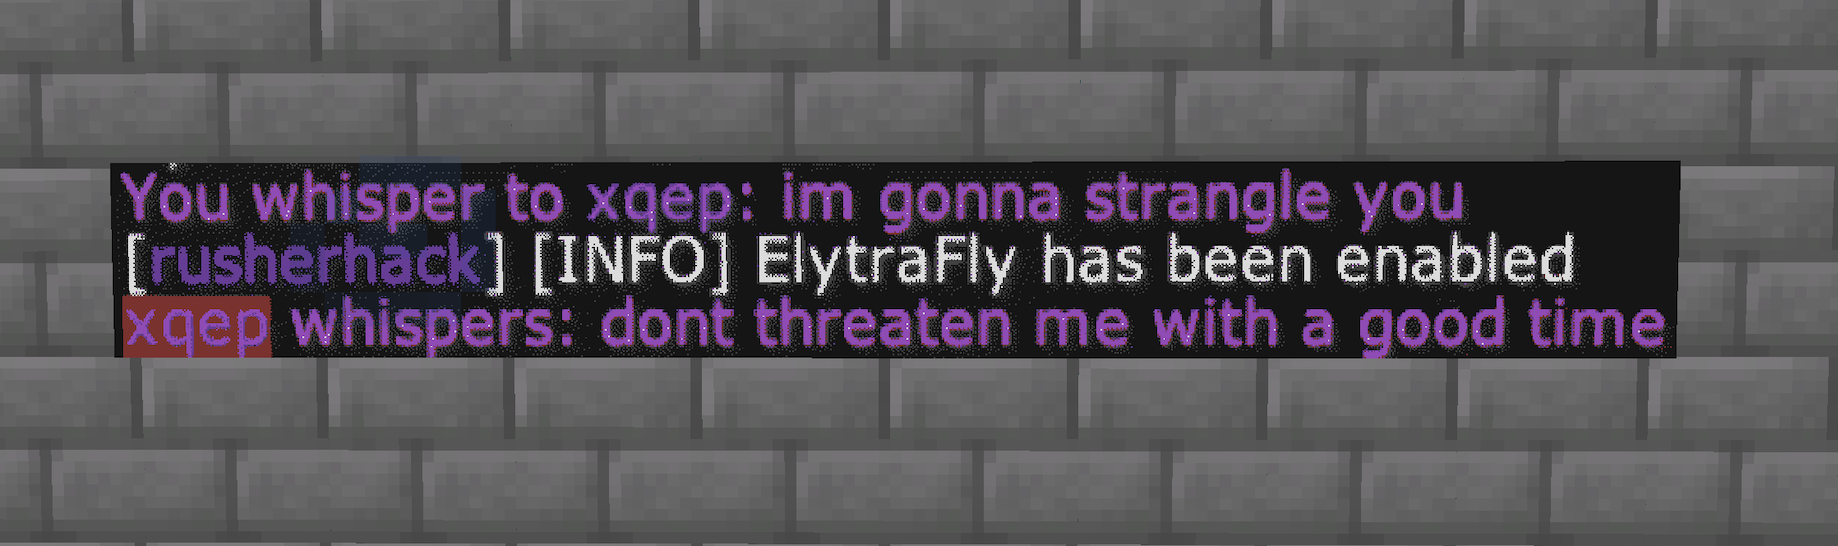 You whisper to xqep: im gonna strangle you
[rusherhack] [INFO] ElytraFly has been enabled
xqep whispers: dont threaten me with a good time